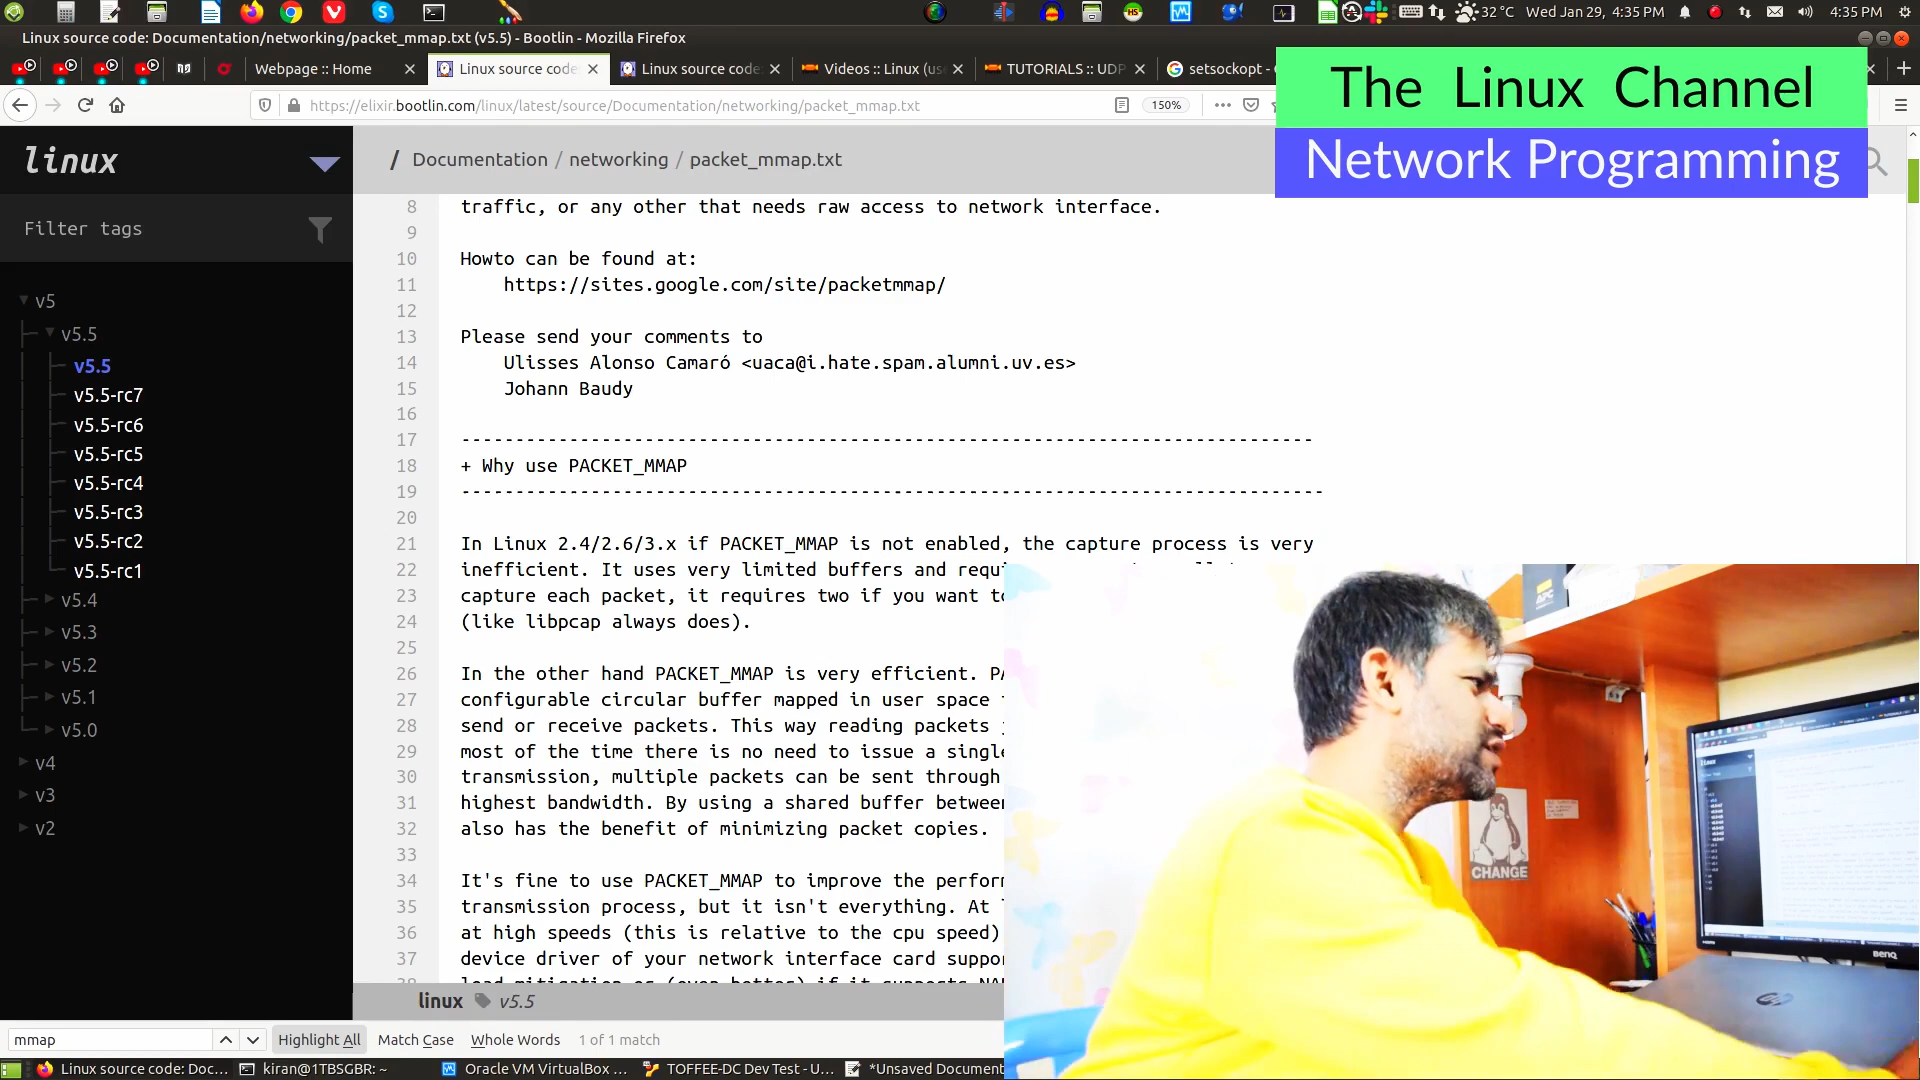 32 °C Wed Jan 29, 4:35 PM 4:35 PM
Linux source code: Documentation/networking/packet_mmap.txt (v5.5) - Bootlin - Mozilla Firefox
Webpage :: Home
Linux source code
Linux source code:
Videos :: Linux (us
TUTORIALS :: UDP
setsockopt -
https://elixir.bootlin.com/linux/latest/source/Documentation/networking/packet_mmap.txt
150%
The Linux Channel
Network Programming
linux
/ Documentation / networking / packet_mmap.txt
Filter tags
v5
v5.5
v5.5
v5.5-rc7
v5.5-rc6
v5.5-rc5
v5.5-rc4
v5.5-rc3
v5.5-rc2
v5.5-rc1
v5.4
v5.3
v5.2
v5.1
v5.0
v4
v3
v2
8 traffic, or any other that needs raw access to network interface.
9
10 Howto can be found at:
11 https://sites.google.com/site/packetmmap/
12
13 Please send your comments to
14 Ulisses Alonso Camaró <uaca@i.hate.spam.alumni.uv.es>
15 Johann Baudy
16
17 -------------------------------------------------------------------------------
18 + Why use PACKET_MMAP
19 --------------------------------------------------------------------------------
20
21 In Linux 2.4/2.6/3.x if PACKET_MMAP is not enabled, the capture process is very
22 inefficient. It uses very limited buffers and requi
23 capture each packet, it requires two if you want to
24 (like libpcap always does).
25
26 In the other hand PACKET_MMAP is very efficient. PA
27 configurable circular buffer mapped in user space
28 send or receive packets. This way reading packets
29 most of the time there is no need to issue a single
30 transmission, multiple packets can be sent through
31 highest bandwidth. By using a shared buffer between
32 also has the benefit of minimizing packet copies.
33
34 It's fine to use PACKET_MMAP to improve the perfor
35 transmission process, but it isn't everything. At
36 at high speeds (this is relative to the cpu speed)
37 device driver of your network interface card suppor
38 load mitigation or (even better) if it supports NA
linux v5.5
APC
CHANGE
BenQ
hp
mmap
Highlight All
Match Case
Whole Words
1 of 1 match
Linux source code: Doc...
kiran@1TBSGBR: ~
Oracle VM VirtualBox ...
TOFFEE-DC Dev Test - U...
*Unsaved Document